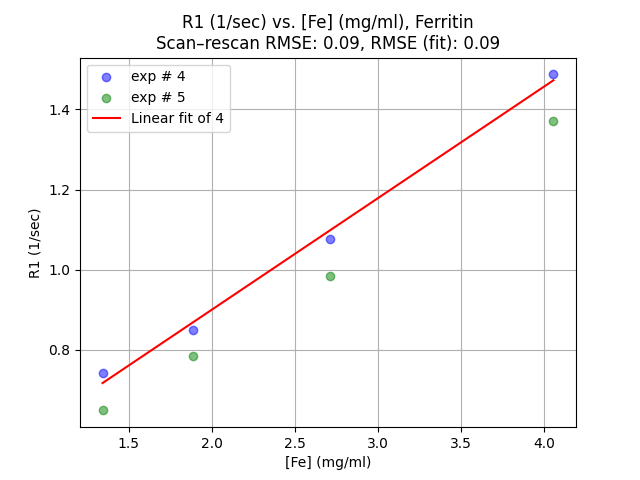 R1 (1/sec) vs. [Fe] (mg/ml), Ferritin
Scan–rescan RMSE: 0.09, RMSE (fit): 0.09
exp # 4
exp # 5
Linear fit of 4
1.4
1.2
1.0
0.8
R1 (1/sec)
1.5 2.0 2.5 3.0 3.5 4.0
[Fe] (mg/ml)